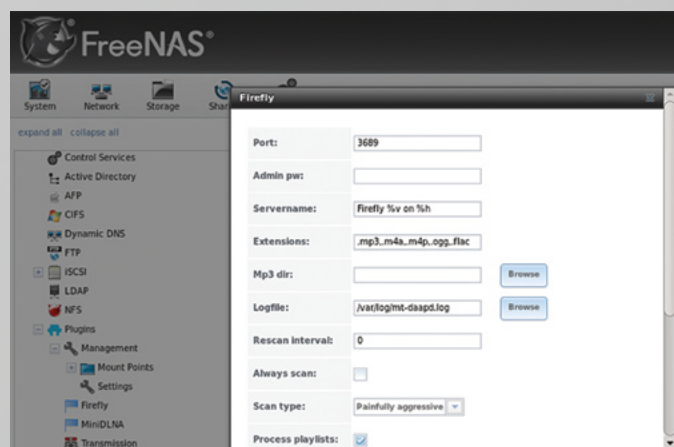 FreeNAS®
System
Network
Storage
Shar
expand all collapse all
Control Services
Active Directory
AFP
CIFS
Dynamic DNS
FTP
iSCSI
LDAP
NFS
Plugins
Management
Mount Points
Settings
Firefly
MiniDLNA
Transmission
Firefly
Port: 3689
Admin pw:
Servername: Firefly %v on %h
Extensions: .mp3,.m4a,.m4p,.ogg,.flac
Mp3 dir: Browse
Logfile: /var/log/mt-daapd.log Browse
Rescan interval: 0
Always scan:
Scan type: Painfully aggressive
Process playlists: